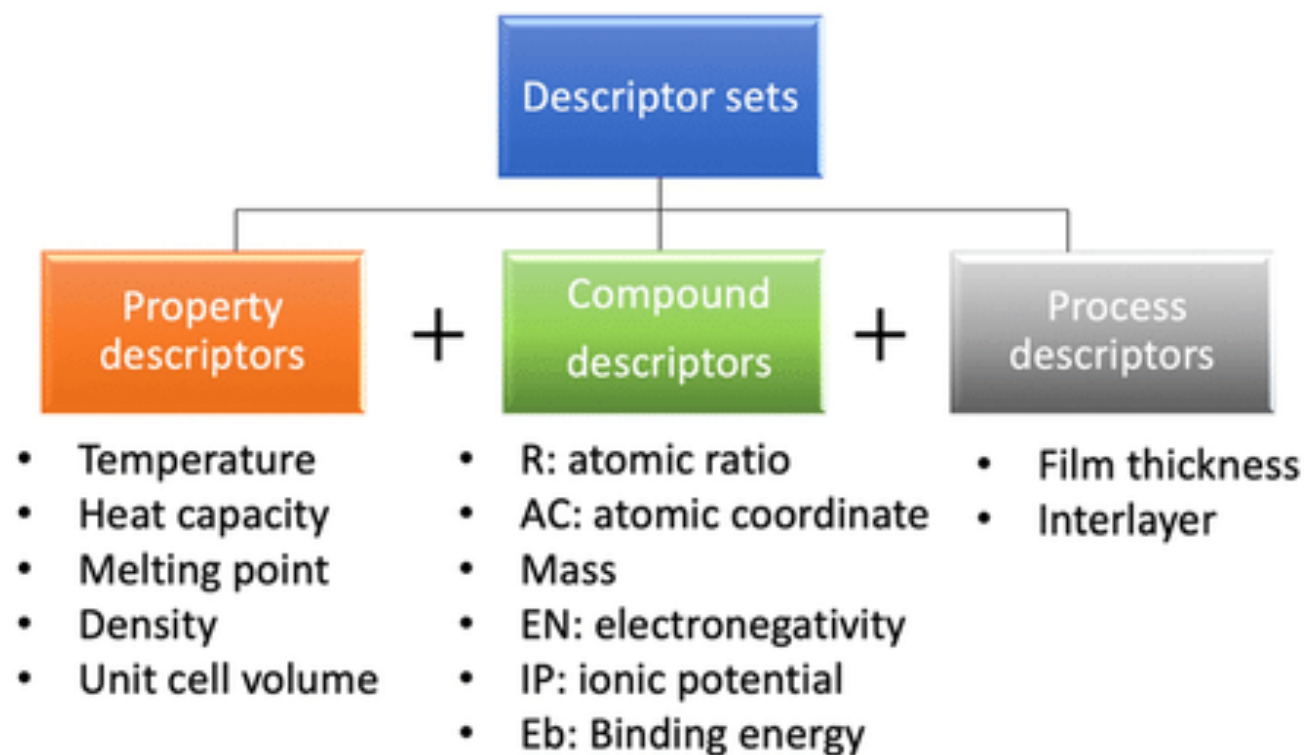 Descriptor sets
Property
descriptors
+
Compound
descriptors
+
Process
descriptors
• Temperature
• Heat capacity
• Melting point
• Density
• Unit cell volume
• R: atomic ratio
• AC: atomic coordinate
• Mass
• EN: electronegativity
• IP: ionic potential
• Eb: Binding energy
• Film thickness
• Interlayer